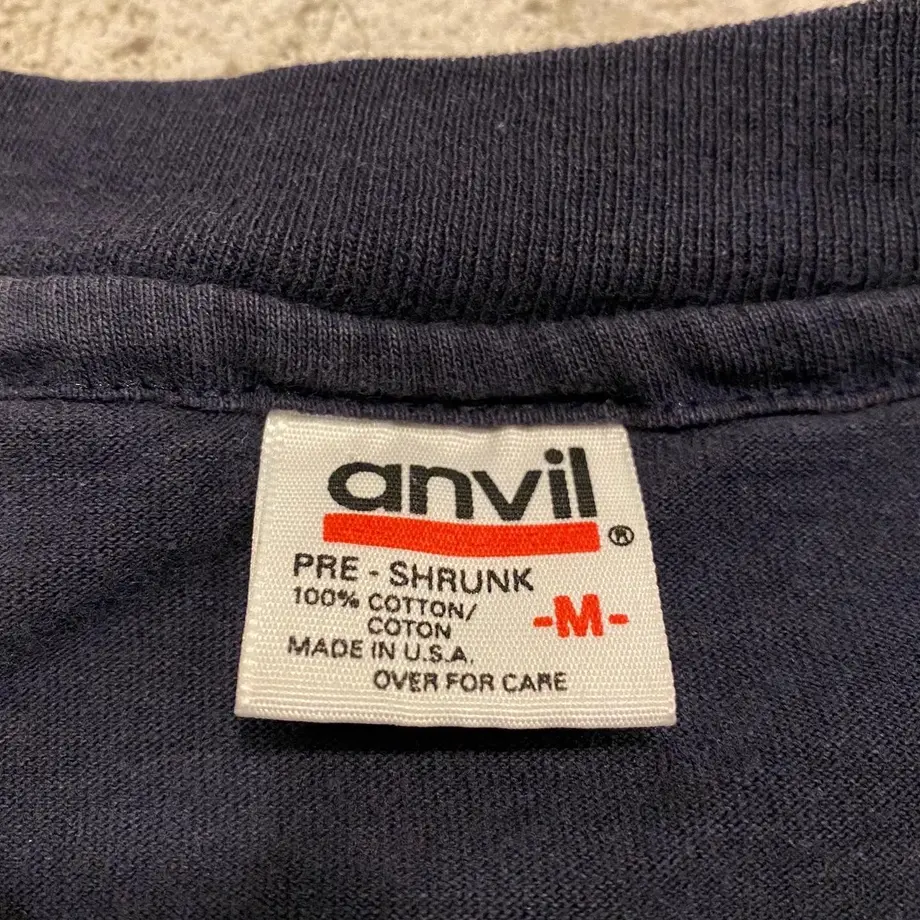 anvil®
PRE - SHRUNK
100% COTTON/
COTON
-M-
MADE IN U.S.A.
OVER FOR CARE